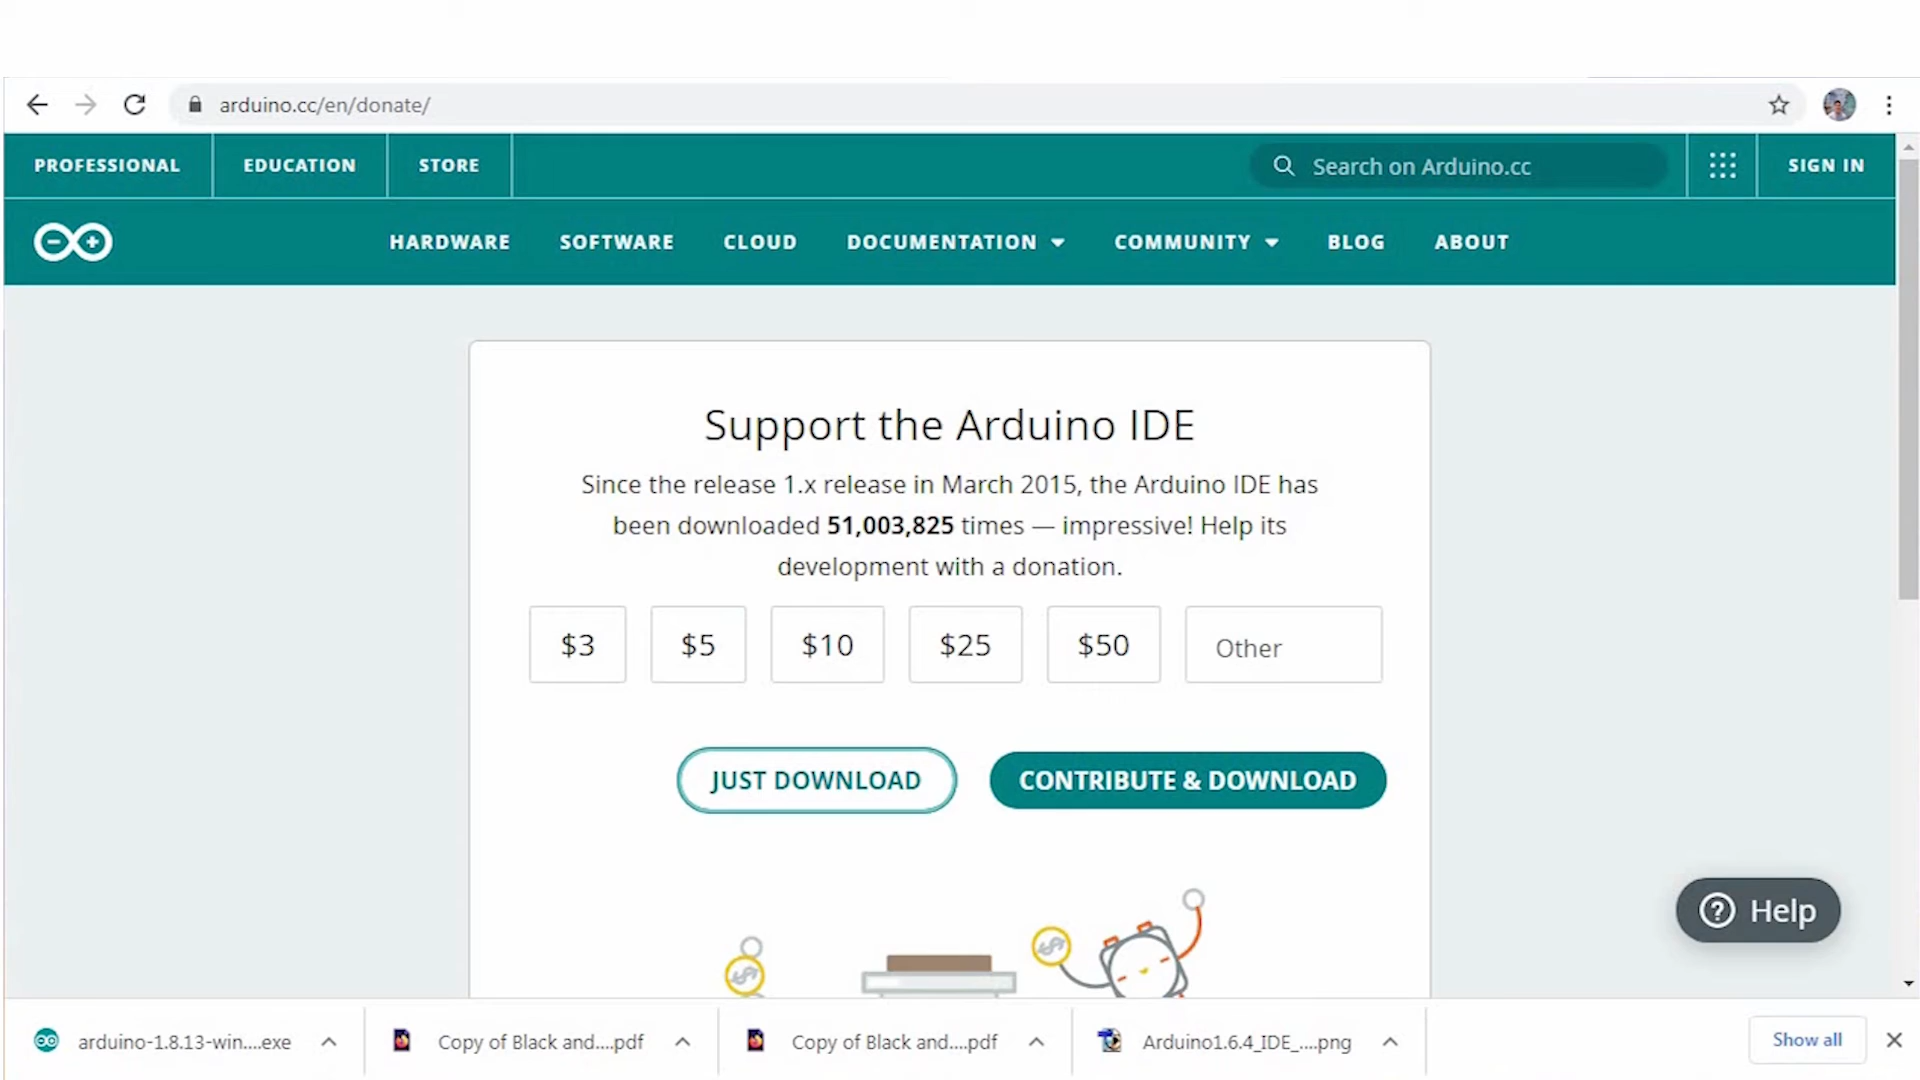 arduino.cc/en/donate/
PROFESSIONAL EDUCATION STORE Search on Arduino.cc SIGN IN
HARDWARE SOFTWARE CLOUD DOCUMENTATION COMMUNITY BLOG ABOUT
Support the Arduino IDE
Since the release 1.x release in March 2015, the Arduino IDE has
been downloaded 51,003,825 times — impressive! Help its
development with a donation.
$3 $5 $10 $25 $50 Other
JUST DOWNLOAD CONTRIBUTE & DOWNLOAD
Help
arduino-1.8.13-win....exe Copy of Black and....pdf Copy of Black and....pdf Arduino1.6.4_IDE_....png Show all